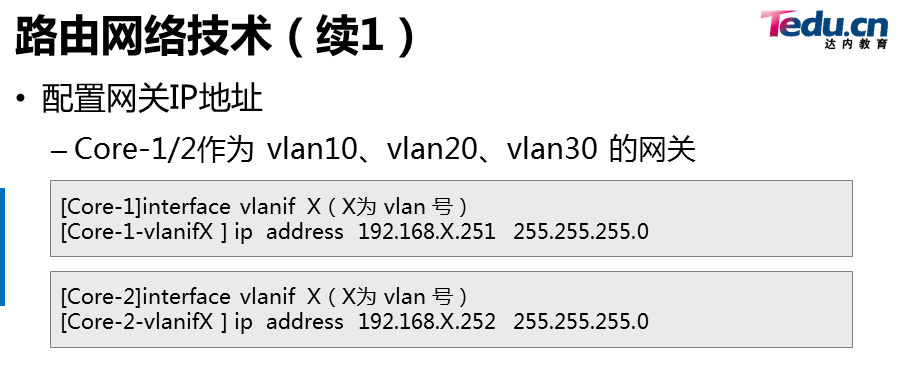 路由网络技术（续1）
Tedu.cn
达内教育
• 配置网关IP地址
– Core-1/2作为 vlan10、vlan20、vlan30 的网关
[Core-1]interface vlanif X（X为 vlan 号）
[Core-1-vlanifX ] ip address 192.168.X.251 255.255.255.0
[Core-2]interface vlanif X（X为 vlan 号）
[Core-2-vlanifX ] ip address 192.168.X.252 255.255.255.0